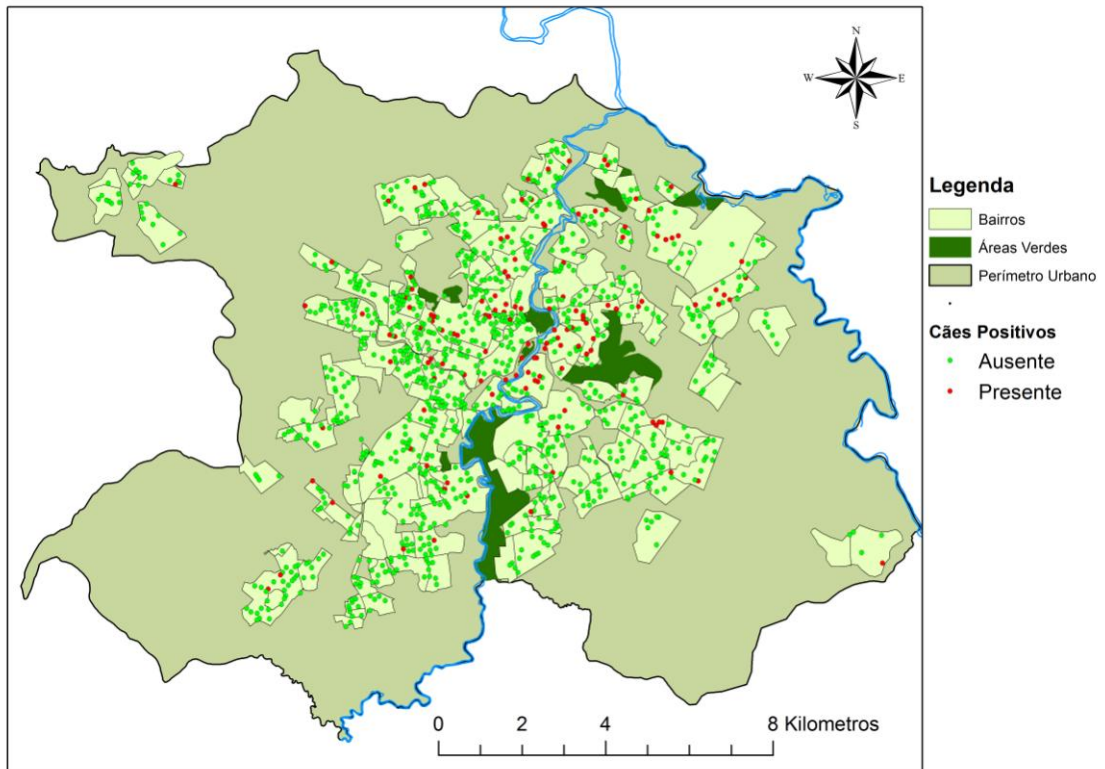 N
W E
S
Legenda
Bairros
Áreas Verdes
Perímetro Urbano
Cães Positivos
Ausente
Presente
0 2 4 8 Kilometros